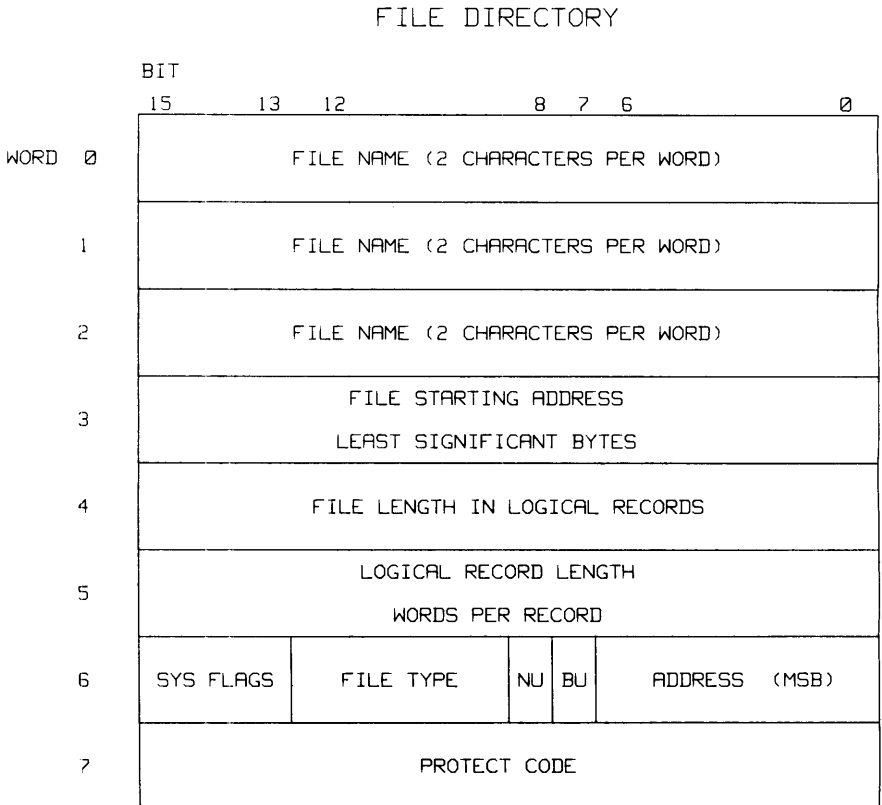 FILE DIRECTORY
BIT
15 13 12 8 7 6 0
WORD 0 FILE NAME (2 CHARACTERS PER WORD)
1 FILE NAME (2 CHARACTERS PER WORD)
2 FILE NAME (2 CHARACTERS PER WORD)
FILE STARTING ADDRESS
3
LEAST SIGNIFICANT BYTES
4 FILE LENGTH IN LOGICAL RECORDS
LOGICAL RECORD LENGTH
5
WORDS PER RECORD
6 SYS FLAGS FILE TYPE NU BU ADDRESS (MSB)
7 PROTECT CODE